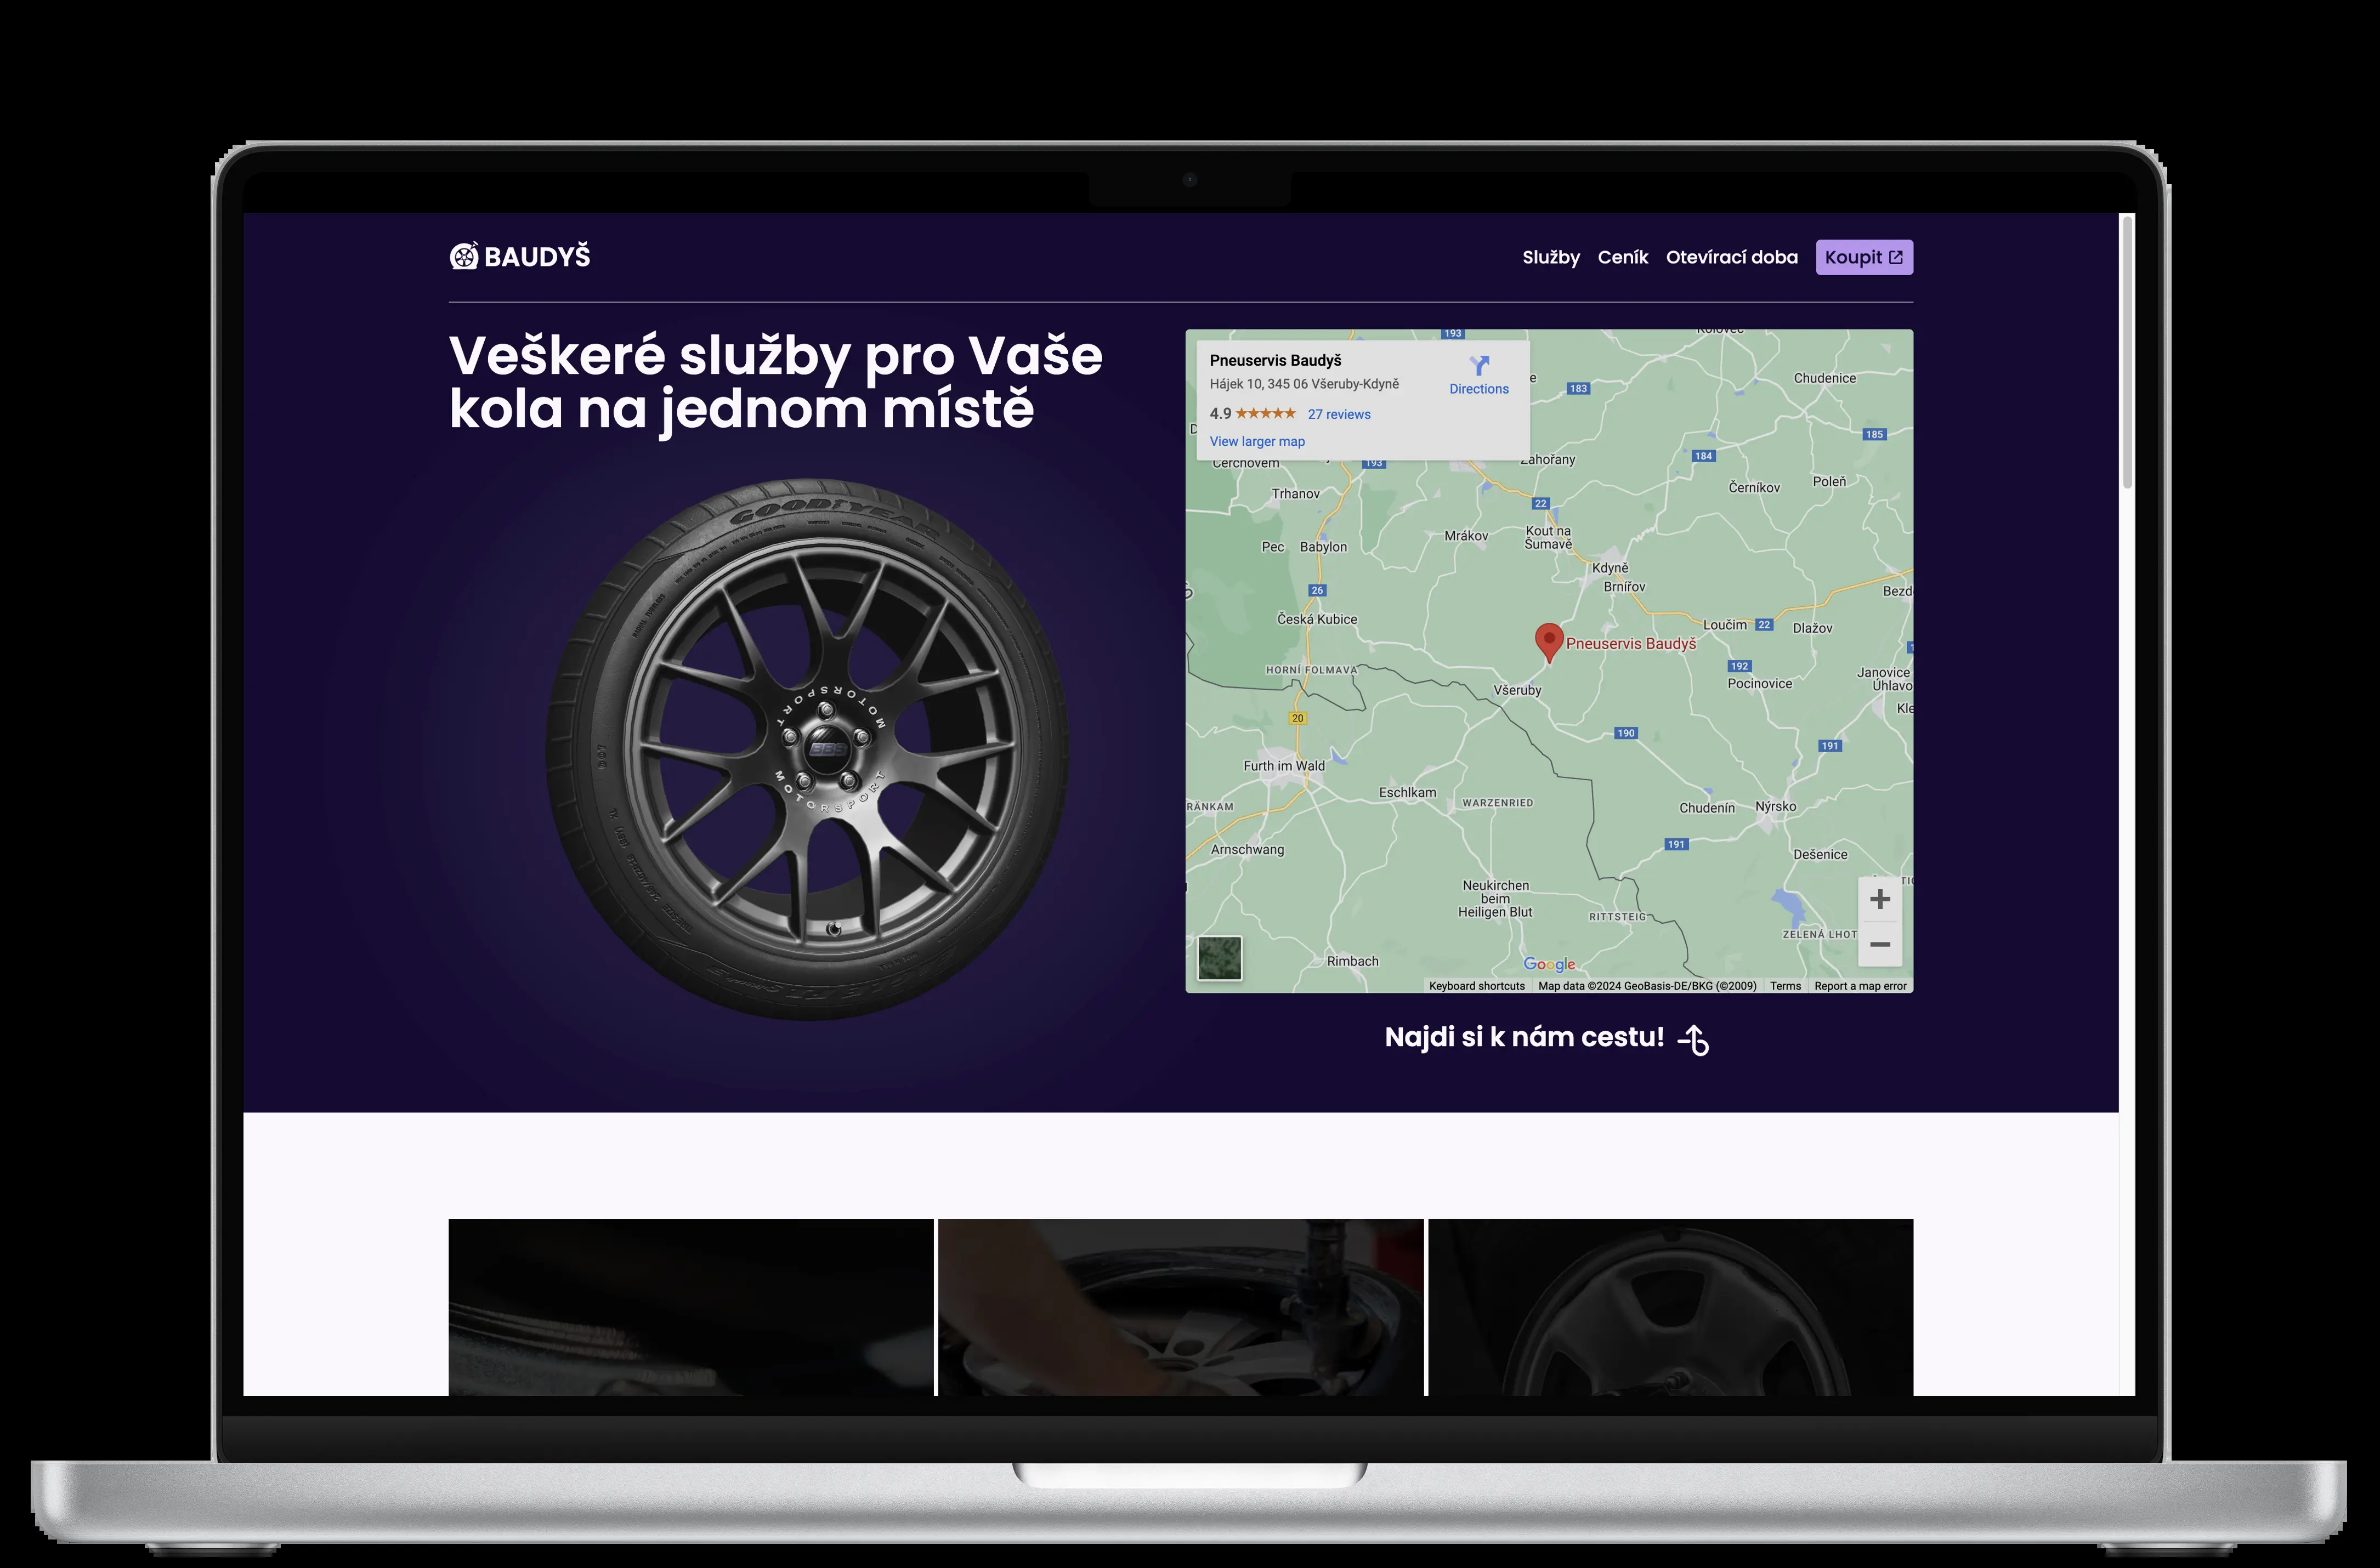 BAUDYŠ
Služby Ceník Otevírací doba Koupit
Veškeré služby pro Vaše
kola na jednom místě
GOODYEAR
MOTORSPORT
BBS
MOTORSPORT
Pneuservis Baudyš
Hájek 10, 345 06 Všeruby-Kdyně
4.9 27 reviews
View larger map
Directions
193
183
Chudenice
185
193
Zahořany
184
Trhanov
Černíkov
Poleň
22
Pec
Babylon
Mrákov
Kout na
Šumavě
Kdyně
Brnířov
26
Česká Kubice
Loučim
22
Dlažov
Pneuservis Baudyš
HORNÍ FOLMAVA
192
Pocinovice
Janovice
Úhlavo
Všeruby
20
190
191
Furth im Wald
Eschlkam
WARZENRIED
Chudenín
Nýrsko
191
Arnschwang
Dešenice
Neukirchen
beim
Heiligen Blut
RITTSTEIG
ZELENÁ LHOT
Rimbach
Google
Keyboard shortcuts Map data ©2024 GeoBasis-DE/BKG (©2009) Terms Report a map error
Najdi si k nám cestu!